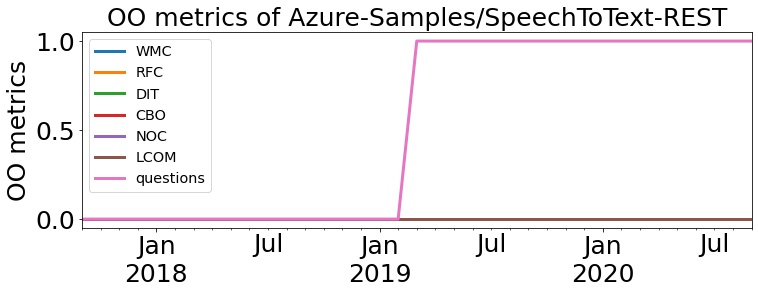 OO metrics of Azure-Samples/SpeechToText-REST
OO metrics
1.0
0.5
0.0
WMC
RFC
DIT
CBO
NOC
LCOM
questions
Jan Jul Jan Jul Jan Jul
2018 2019 2020